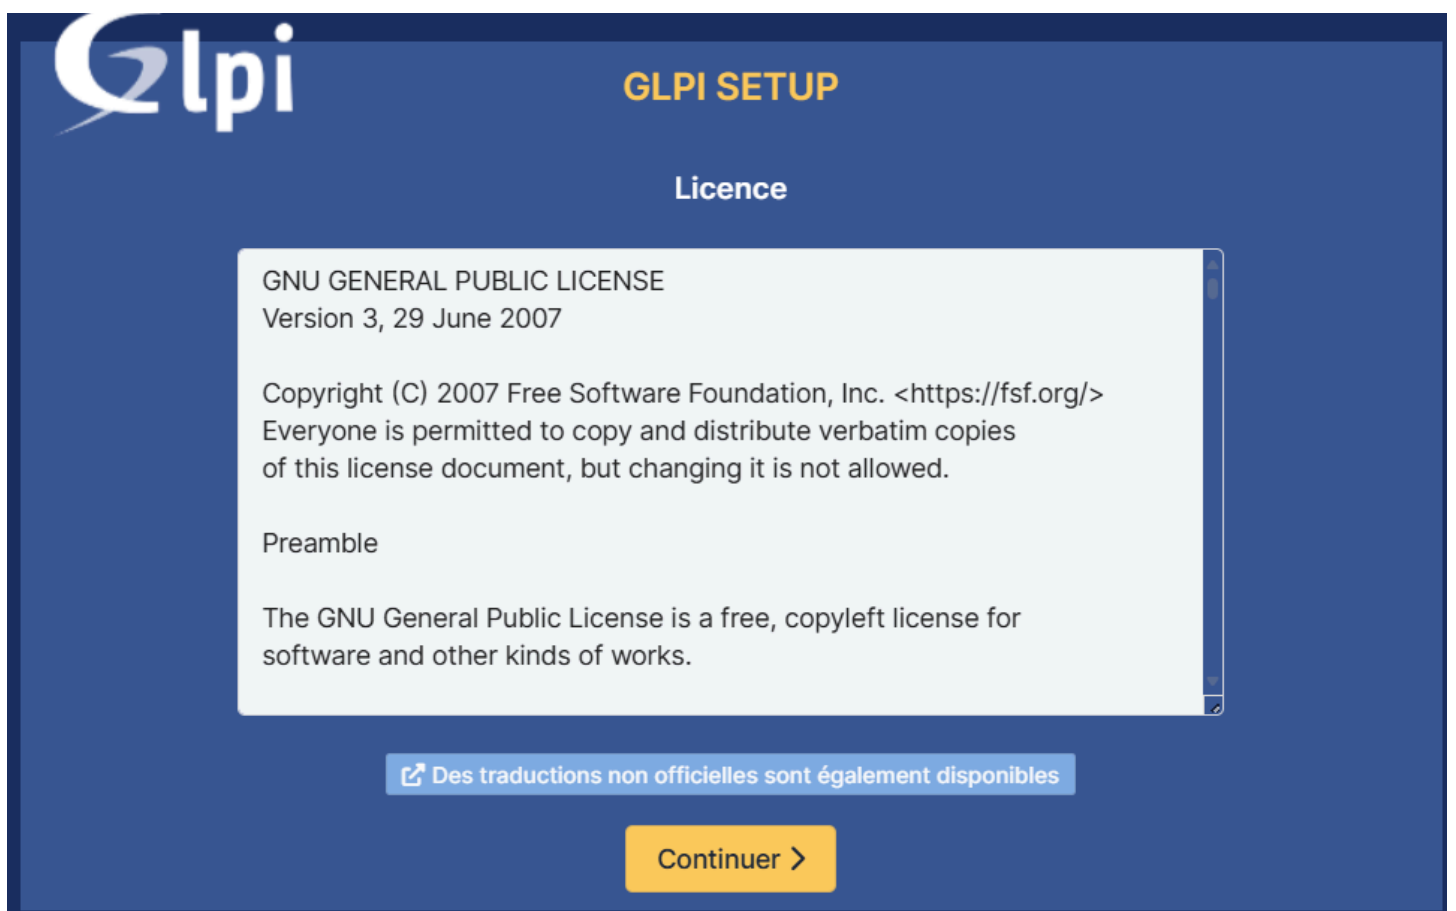 Glpi
GLPI SETUP
Licence
GNU GENERAL PUBLIC LICENSE
Version 3, 29 June 2007
Copyright (C) 2007 Free Software Foundation, Inc. <https://fsf.org/>
Everyone is permitted to copy and distribute verbatim copies
of this license document, but changing it is not allowed.
Preamble
The GNU General Public License is a free, copyleft license for
software and other kinds of works.
Des traductions non officielles sont également disponibles
Continuer